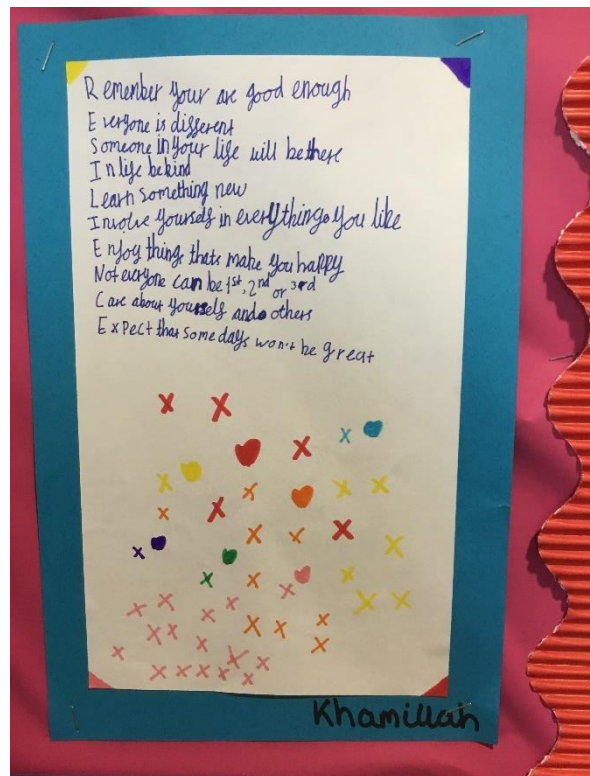 Remember your are good enough
Everyone is different
Someone in your life will be there
In life be kind
Learn something new
Involve yourself in everything you like
Enjoy things thats make you happy
Not everyone can be 1st, 2nd or 3rd
Care about yourself and others
Expect that some days won't be great
Khamillah